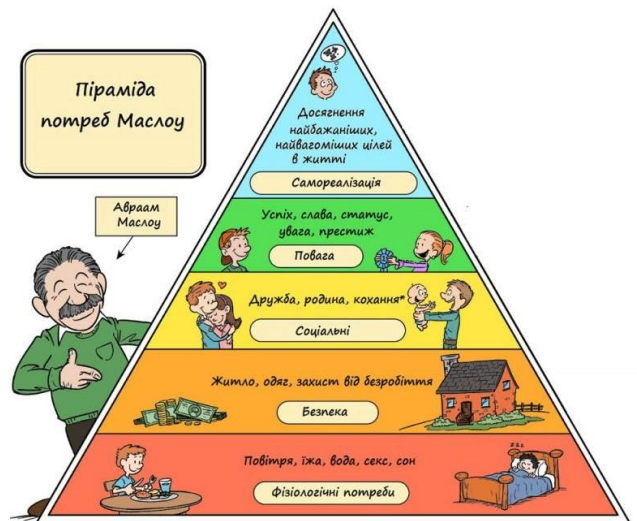 Піраміда
потреб Маслоу
Авраам
Маслоу
Досягнення
найбажаніших,
найвагоміших цілей
в житті
Самореалізація
Успіх, слава, статус,
увага, престиж
Повага
Дружба, родина, кохання*
Соціальні
Житло, одяг, захист від безробіття
Безпека
Повітря, їжа, вода, секс, сон
Фізіологічні потреби
zzz